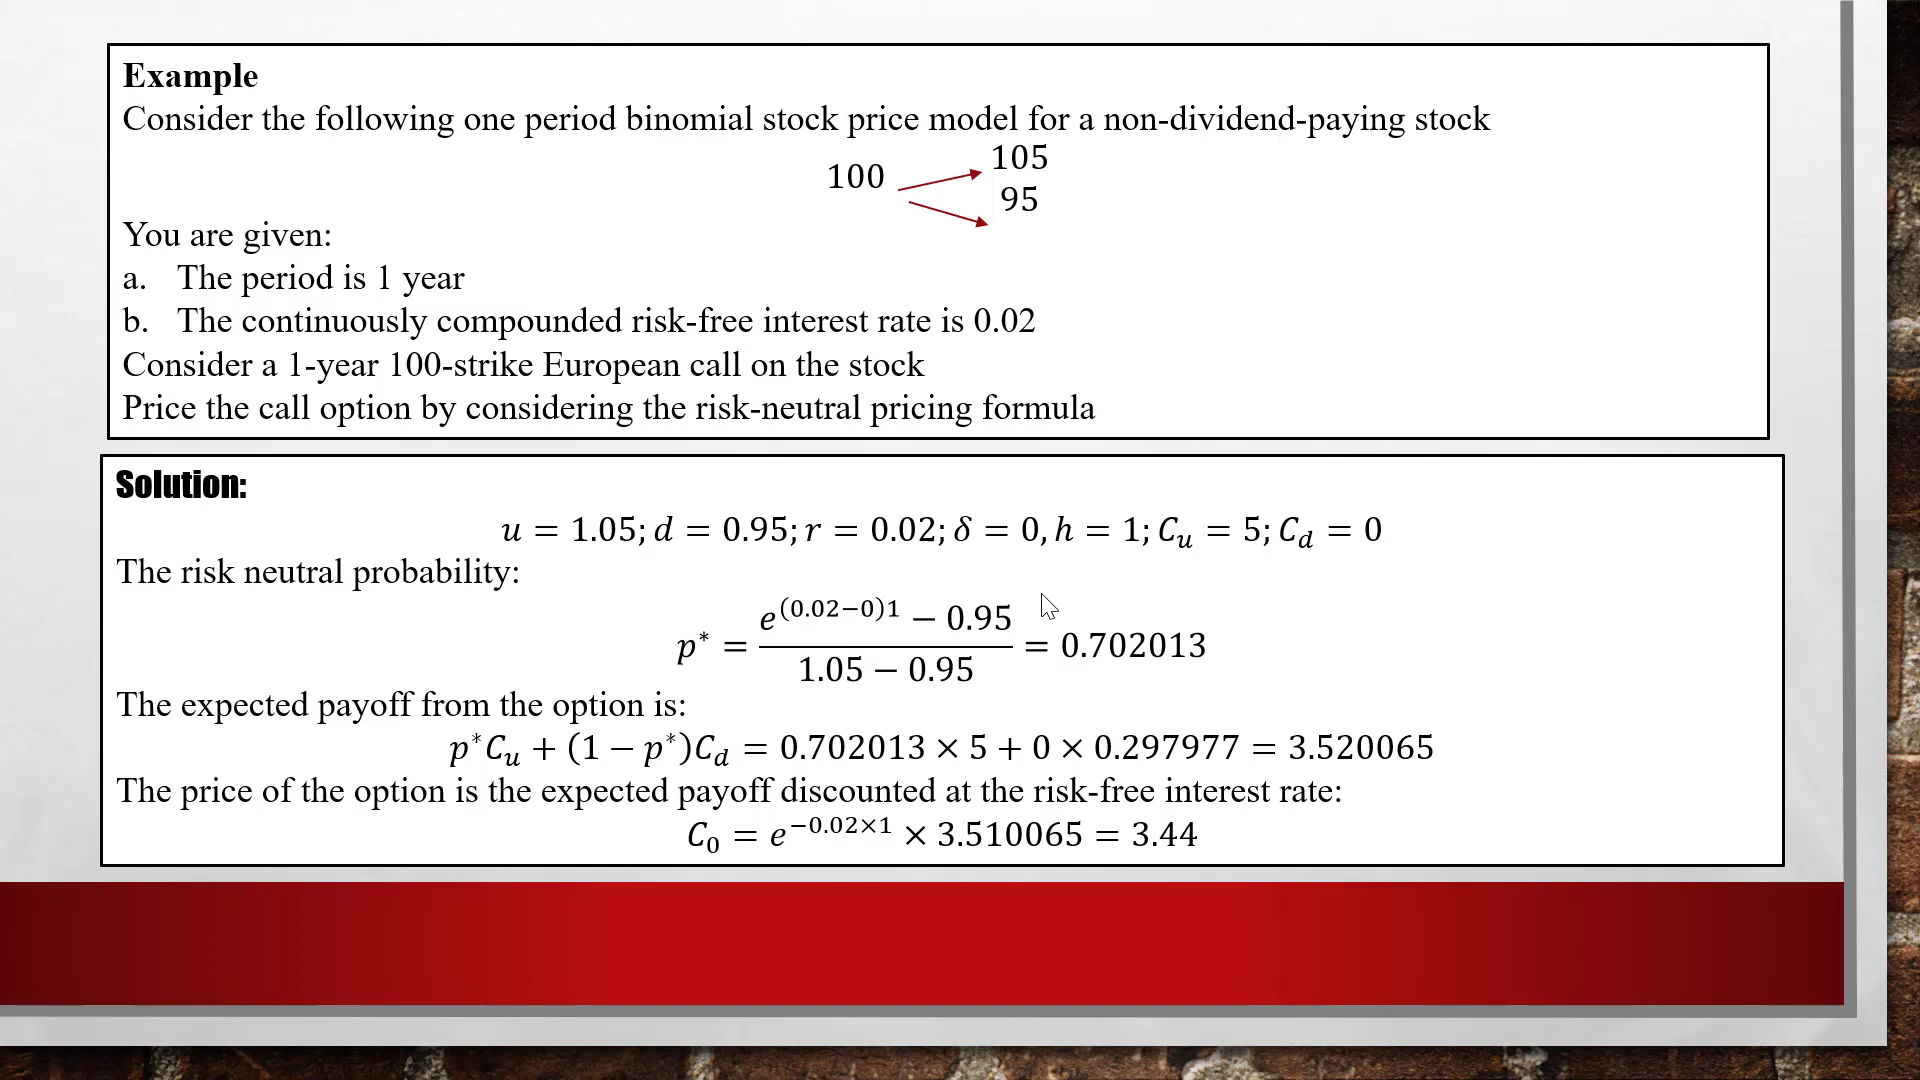 Example
Consider the following one period binomial stock price model for a non-dividend-paying stock
105
100
95
You are given:
a. The period is 1 year
b. The continuously compounded risk-free interest rate is 0.02
Consider a 1-year 100-strike European call on the stock
Price the call option by considering the risk-neutral pricing formula
Solution:
u = 1.05; d = 0.95; r = 0.02; δ = 0, h = 1; C_u = 5; C_d = 0
The risk neutral probability:
p* = (e^{(0.02−0)1} − 0.95) / (1.05 − 0.95) = 0.702013
The expected payoff from the option is:
p*C_u + (1 − p*)C_d = 0.702013 × 5 + 0 × 0.297977 = 3.520065
The price of the option is the expected payoff discounted at the risk-free interest rate:
C_0 = e^{−0.02×1} × 3.510065 = 3.44